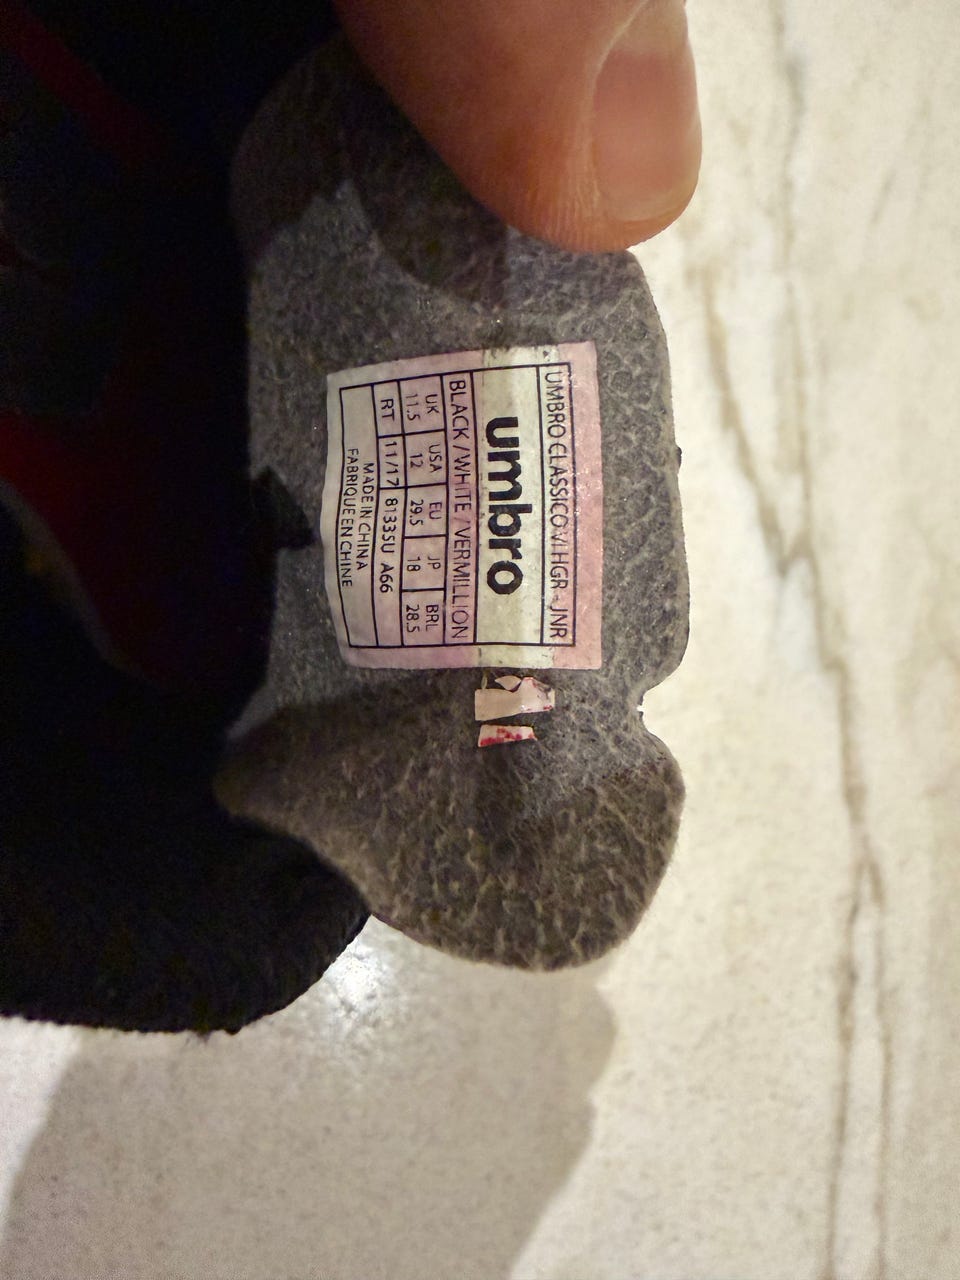 UMBRO CLASSICO VI HGR - JNR
umbro
BLACK / WHITE / VERMILLION
UK USA EU JP BRL
11.5 12 29.5 18 28.5
RT 11/17 81335U A66
MADE IN CHINA
FABRIQUE EN CHINE